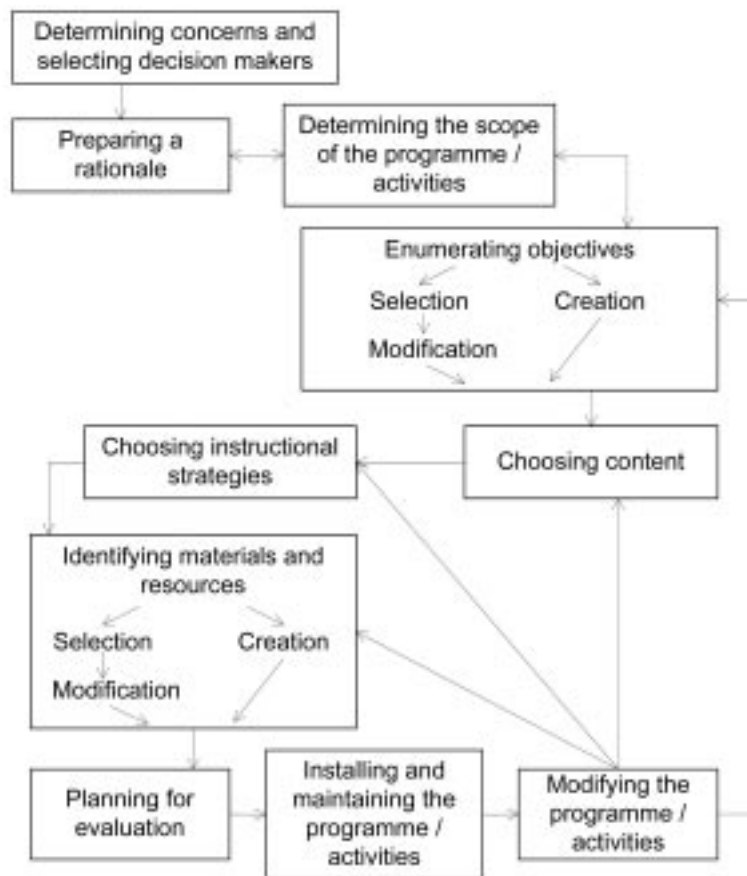 Determining concerns and
selecting decision makers
Preparing a
rationale
Determining the scope
of the programme /
activities
Enumerating objectives
Selection
Creation
Modification
Choosing instructional
strategies
Choosing content
Identifying materials and
resources
Selection
Creation
Modification
Planning for
evaluation
Installing and
maintaining the
programme /
activities
Modifying the
programme /
activities